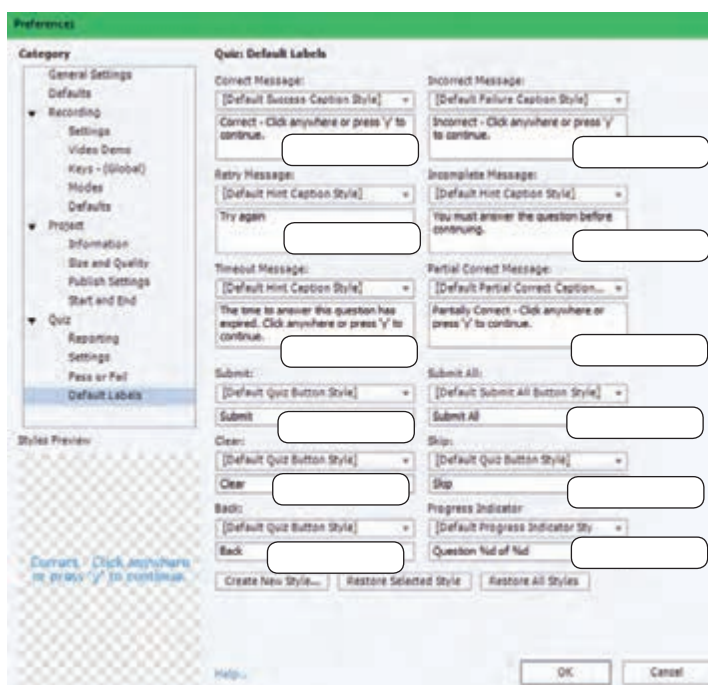 Preferences
Category
General Settings
Defaults
Recording
Settings
Video Demo
Keys - (Global)
Modes
Defaults
Project
Information
Size and Quality
Publish Settings
Start and End
Quiz
Reporting
Settings
Pass or Fail
Default Labels
Styles Preview
Correct - Click anywhere
or press 'y' to continue.
Quiz: Default Labels
Correct Message: Incorrect Message:
[Default Success Caption Style] [Default Failure Caption Style]
Correct - Click anywhere or press 'y' to Incorrect - Click anywhere or press 'y'
continue. to continue.
Retry Message: Incomplete Message:
[Default Hint Caption Style] [Default Hint Caption Style]
Try again You must answer the question before
continuing.
Timeout Message: Partial Correct Message:
[Default Hint Caption Style] [Default Partial Correct Caption...
The time to answer this question has Partially Correct - Click anywhere or
expired. Click anywhere or press 'y' to press 'y' to continue.
continue.
Submit: Submit All:
[Default Quiz Button Style] [Default Submit All Button Style]
Submit Submit All
Clear: Skip:
[Default Quiz Button Style] [Default Quiz Button Style]
Clear Skip
Back: Progress Indicator
[Default Quiz Button Style] [Default Progress Indicator Sty
Back Question %d of %d
Create New Style... Restore Selected Style Restore All Styles
Help... OK Cancel